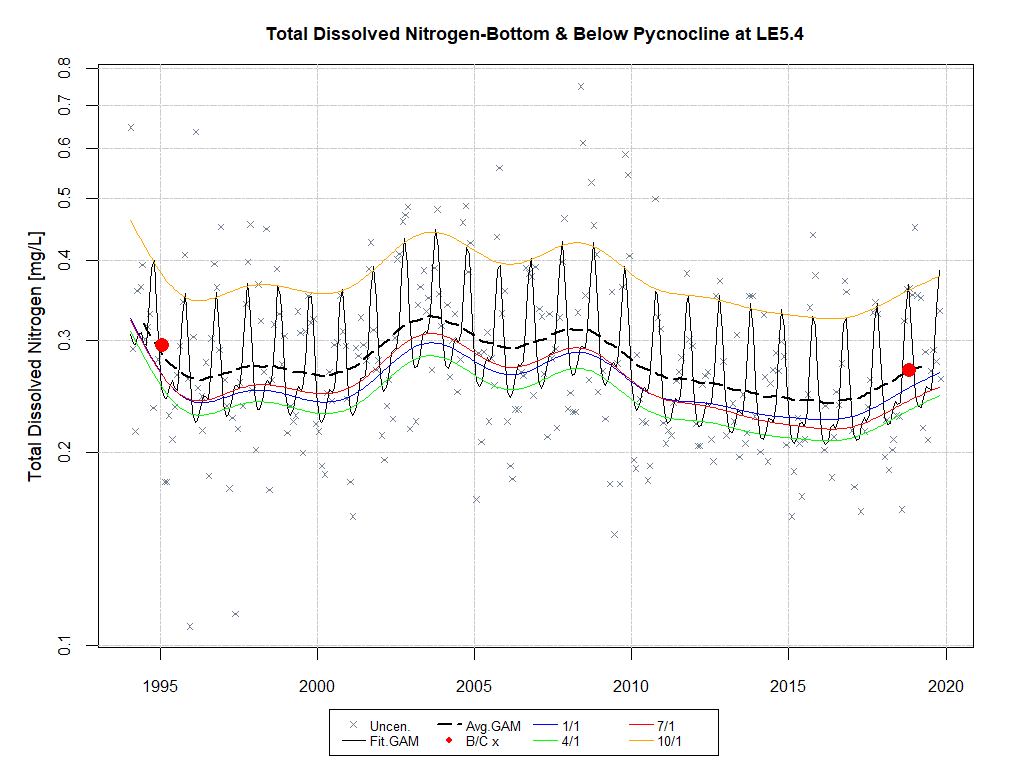 Total Dissolved Nitrogen-Bottom & Below Pycnocline at LE5.4
Total Dissolved Nitrogen [mg/L]
0.8
0.7
0.6
0.5
0.4
0.3
0.2
0.1
1995 2000 2005 2010 2015 2020
Uncen. Avg.GAM 1/1 7/1
Fit.GAM B/C x 4/1 10/1